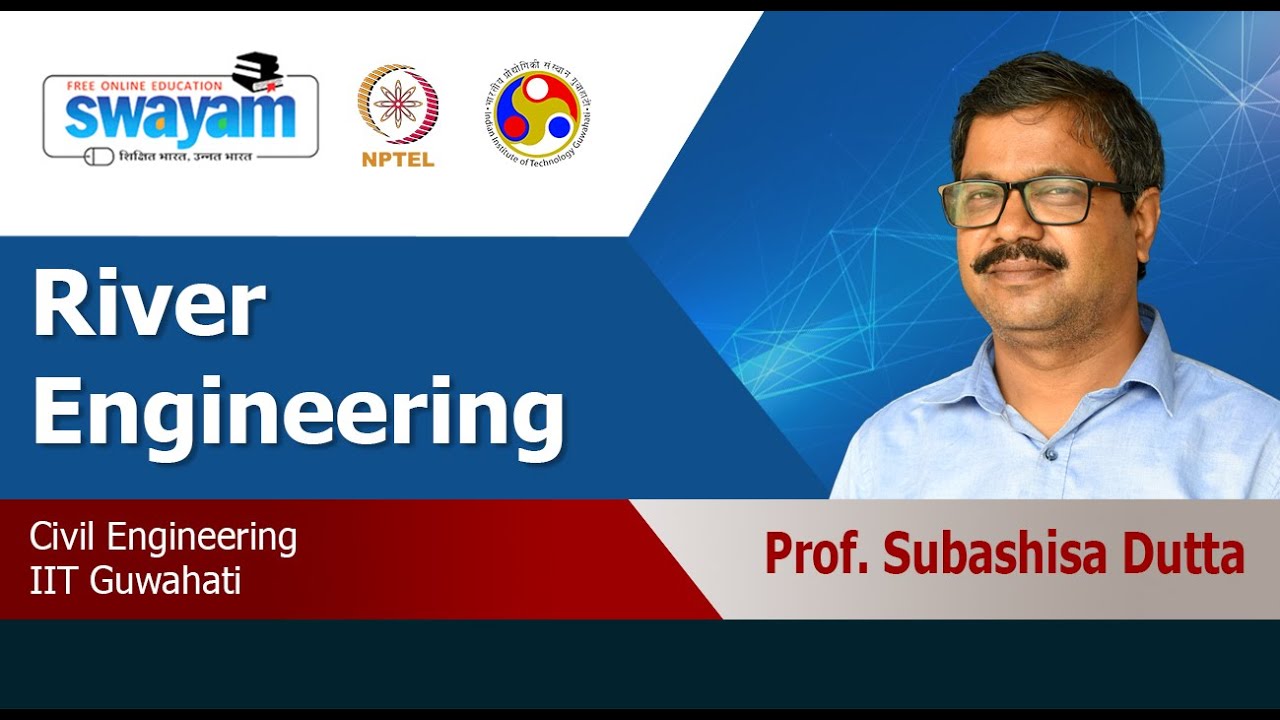 FREE ONLINE EDUCATION
swayam
शिक्षित भारत, उन्नत भारत
NPTEL
भारतीय प्रौद्योगिकी संस्थान गुवाहाटी
Indian Institute of Technology Guwahati
River
Engineering
Civil Engineering
IIT Guwahati
Prof. Subashisa Dutta